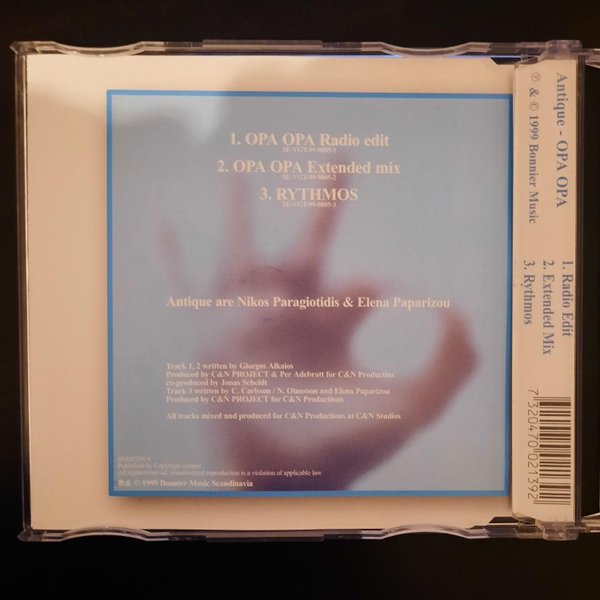 1. OPA OPA Radio edit
SE-VGT-99-0005-1
2. OPA OPA Extended mix
SE-VGT-99-0005-2
3. RYTHMOS
SE-VGT-99-0005-3
Antique are Nikos Paragiotidis & Elena Paparizou
Track 1, 2 written by Giorgos Alkaios
Produced by C&N PROJECT & Per Adebratt for C&N Productins
co-produced by Jonas Scheldt
Track 3 written by C. Carlsson / N. Olausson and Elena Paparizou
Produced by C&N PROJECT for C&N Productions
All tracks mixed and produced for C&N Productions at C&N Studios
Published by Copyright control
All rights reserved, unauthorized reproduction is a violation of applicable law
℗ & © 1999 Bonnier Music Scandinavia
Antique - OPA OPA
℗ & © 1999 Bonnier Music
1. Radio Edit
2. Extended Mix
3. Rythmos
7 320470 021392